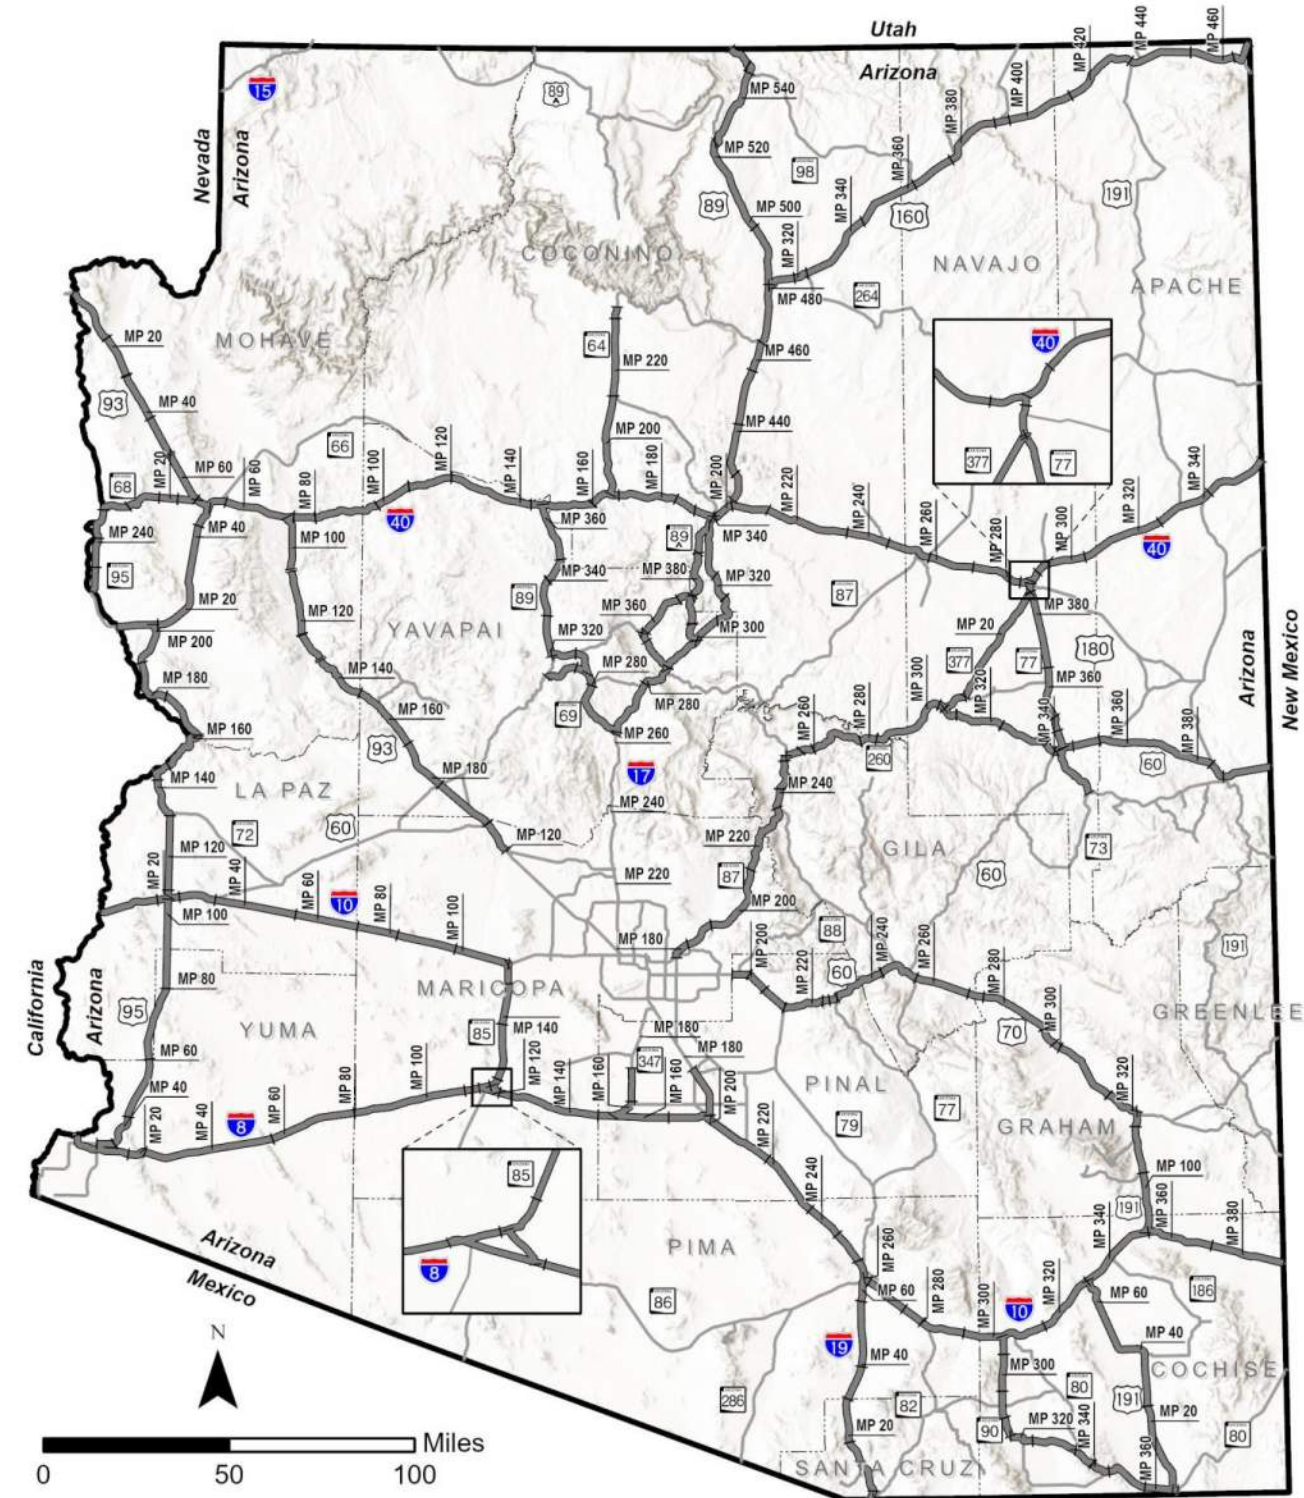 Utah
MP 420
MP 440
MP 460
Arizona
15
89
A
MP 540
MP 400
MP 380
Nevada
Arizona
MP 520
98
MP 360
191
89
MP 500
MP 340
160
MP 320
COCONINO
NAVAJO
APACHE
MP 480
264
MP 20
MOHAVE
64
MP 220
MP 460
40
93
MP 40
MP 440
66
MP 120
MP 200
377
77
68
MP 20
MP 60
MP 60
MP 80
MP 100
MP 140
MP 160
MP 180
MP 200
MP 220
MP 240
MP 260
MP 280
MP 300
MP 320
MP 340
MP 240
MP 40
MP 100
40
MP 360
89
A
MP 340
40
95
MP 340
MP 380
MP 320
87
MP 380
MP 20
MP 120
89
MP 360
MP 20
MP 200
YAVAPAI
MP 320
MP 300
377
77
180
MP 180
MP 140
MP 280
MP 280
MP 300
MP 320
MP 360
MP 160
69
MP 260
MP 280
MP 340
MP 360
MP 380
Arizona
New Mexico
MP 160
93
MP 260
260
60
MP 140
LA PAZ
MP 180
17
MP 240
MP 240
72
60
MP 120
MP 220
GILA
73
MP 120
MP 20
MP 40
MP 60
10
MP 80
MP 220
87
60
MP 100
MP 100
MP 200
88
MP 180
MP 200
MP 220
60
MP 240
MP 260
MP 280
191
California
Arizona
MP 80
MARICOPA
MP 300
95
YUMA
85
MP 140
MP 180
70
GREENLEE
MP 60
MP 100
MP 120
MP 140
MP 160
347
MP 180
MP 160
MP 200
PINAL
MP 320
MP 40
MP 20
MP 40
8
MP 60
MP 80
MP 220
79
77
GRAHAM
85
8
MP 240
MP 100
191
MP 360
MP 340
MP 380
Arizona
Mexico
PIMA
MP 260
86
MP 60
MP 280
MP 300
10
MP 320
MP 60
186
N
19
MP 40
MP 300
MP 40
COCHISE
286
82
80
191
MP 20
MP 20
90
MP 320
MP 340
80
SANTA CRUZ
MP 360
Miles
0 50 100